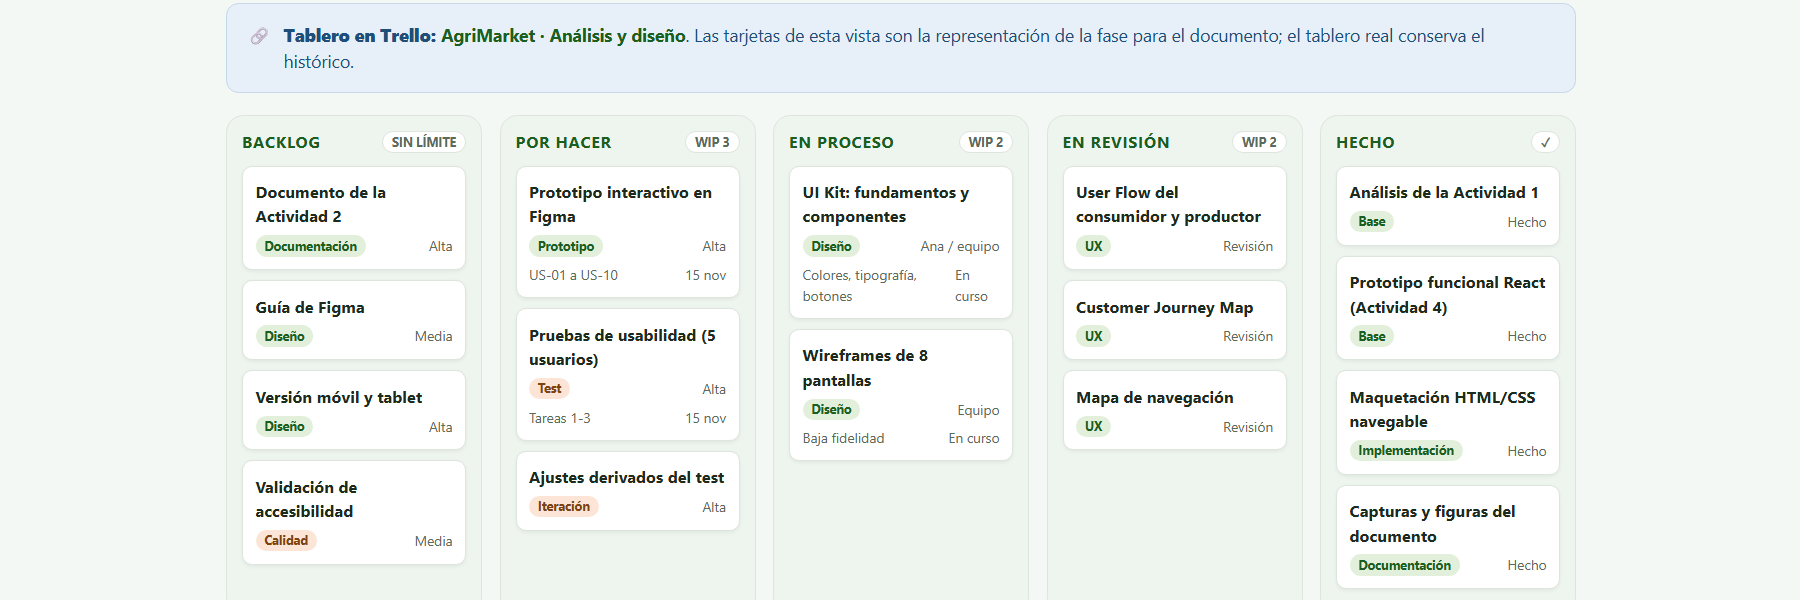 Tablero en Trello: AgriMarket · Análisis y diseño. Las tarjetas de esta vista son la representación de la fase para el documento; el tablero real conserva el
histórico.
BACKLOG
SIN LÍMITE
Documento de la
Actividad 2
Documentación
Alta
Guía de Figma
Diseño
Media
Versión móvil y tablet
Diseño
Alta
Validación de
accesibilidad
Calidad
Media
POR HACER
WIP 3
Prototipo interactivo en
Figma
Prototipo
Alta
US-01 a US-10
15 nov
Pruebas de usabilidad (5
usuarios)
Test
Alta
Tareas 1-3
15 nov
Ajustes derivados del test
Iteración
Alta
EN PROCESO
WIP 2
UI Kit: fundamentos y
componentes
Diseño
Ana / equipo
Colores, tipografía,
botones
En
curso
Wireframes de 8
pantallas
Diseño
Equipo
Baja fidelidad
En curso
EN REVISIÓN
WIP 2
User Flow del
consumidor y productor
UX
Revisión
Customer Journey Map
UX
Revisión
Mapa de navegación
UX
Revisión
HECHO
✓
Análisis de la Actividad 1
Base
Hecho
Prototipo funcional React
(Actividad 4)
Base
Hecho
Maquetación HTML/CSS
navegable
Implementación
Hecho
Capturas y figuras del
documento
Documentación
Hecho